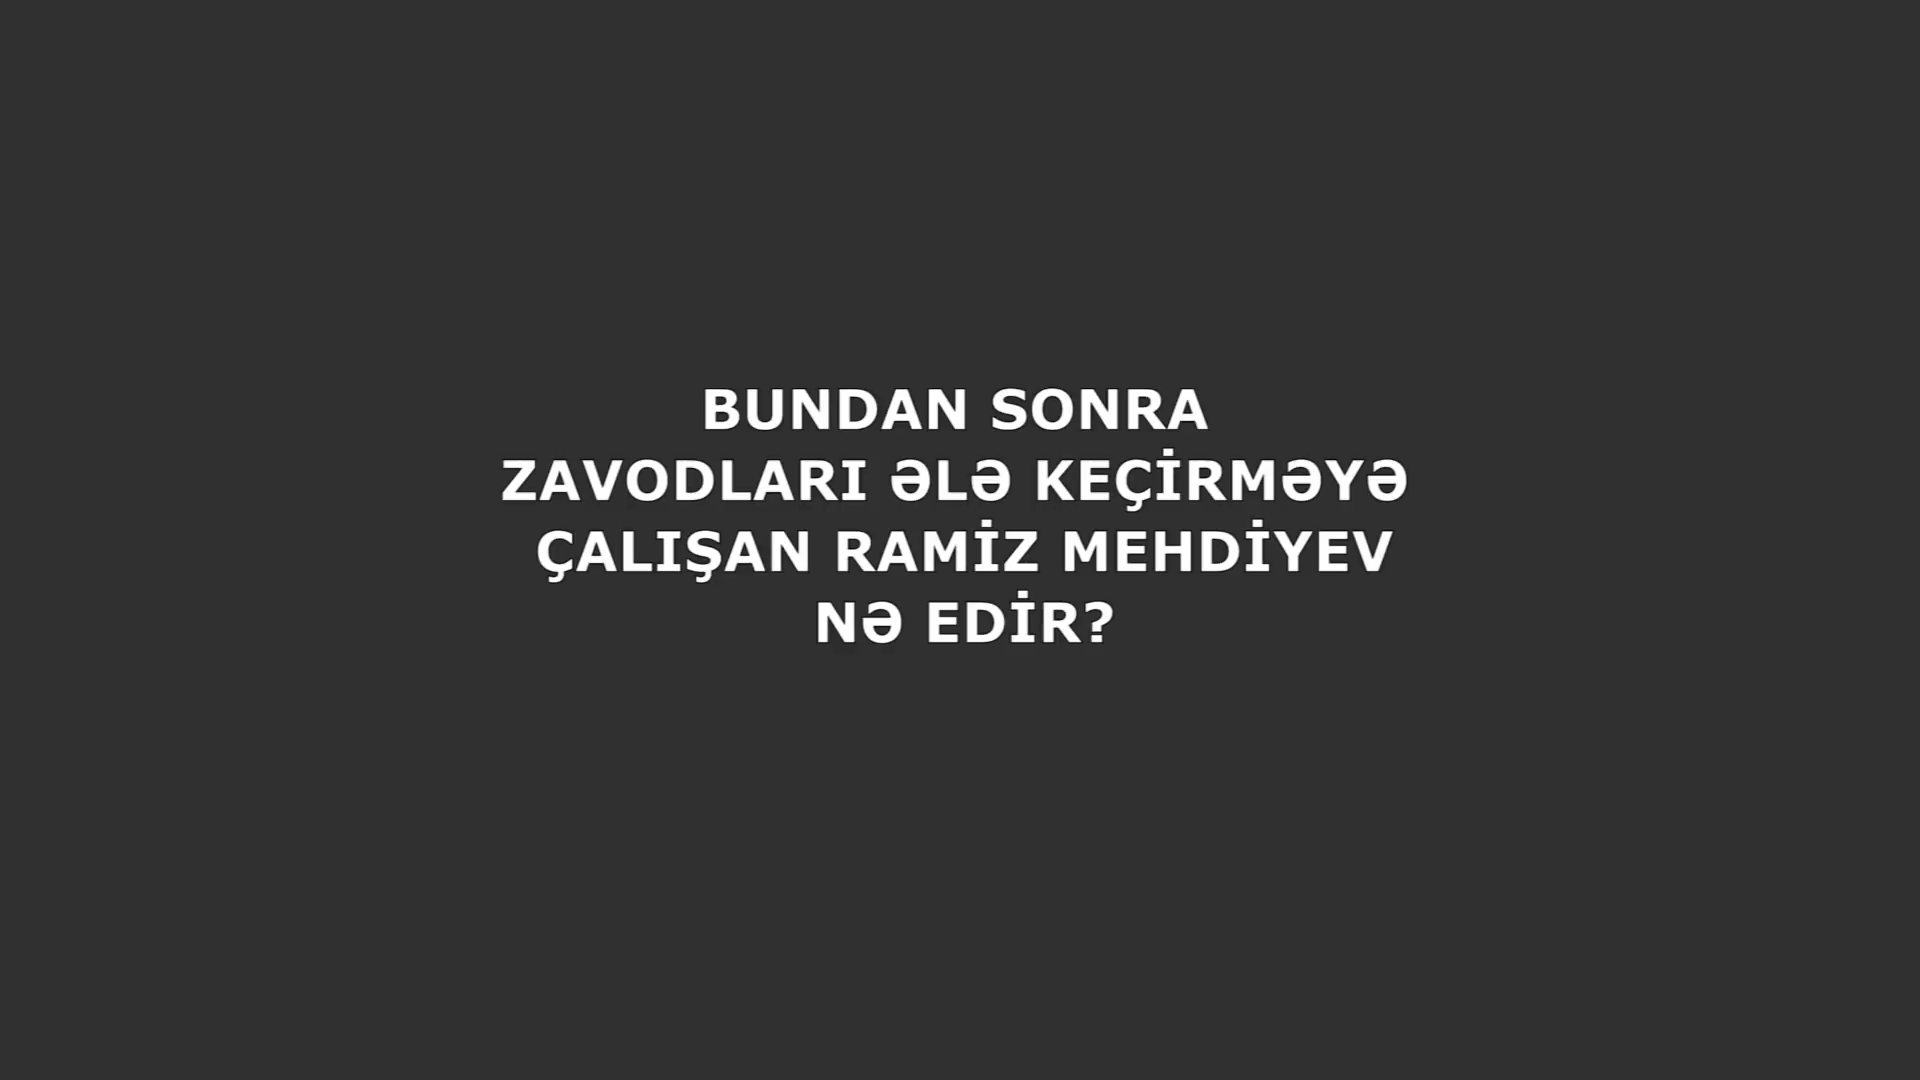 BUNDAN SONRA
ZAVODLARI ƏLƏ KEÇİRMƏYƏ
ÇALIŞAN RAMİZ MEHDİYEV
NƏ EDİR?